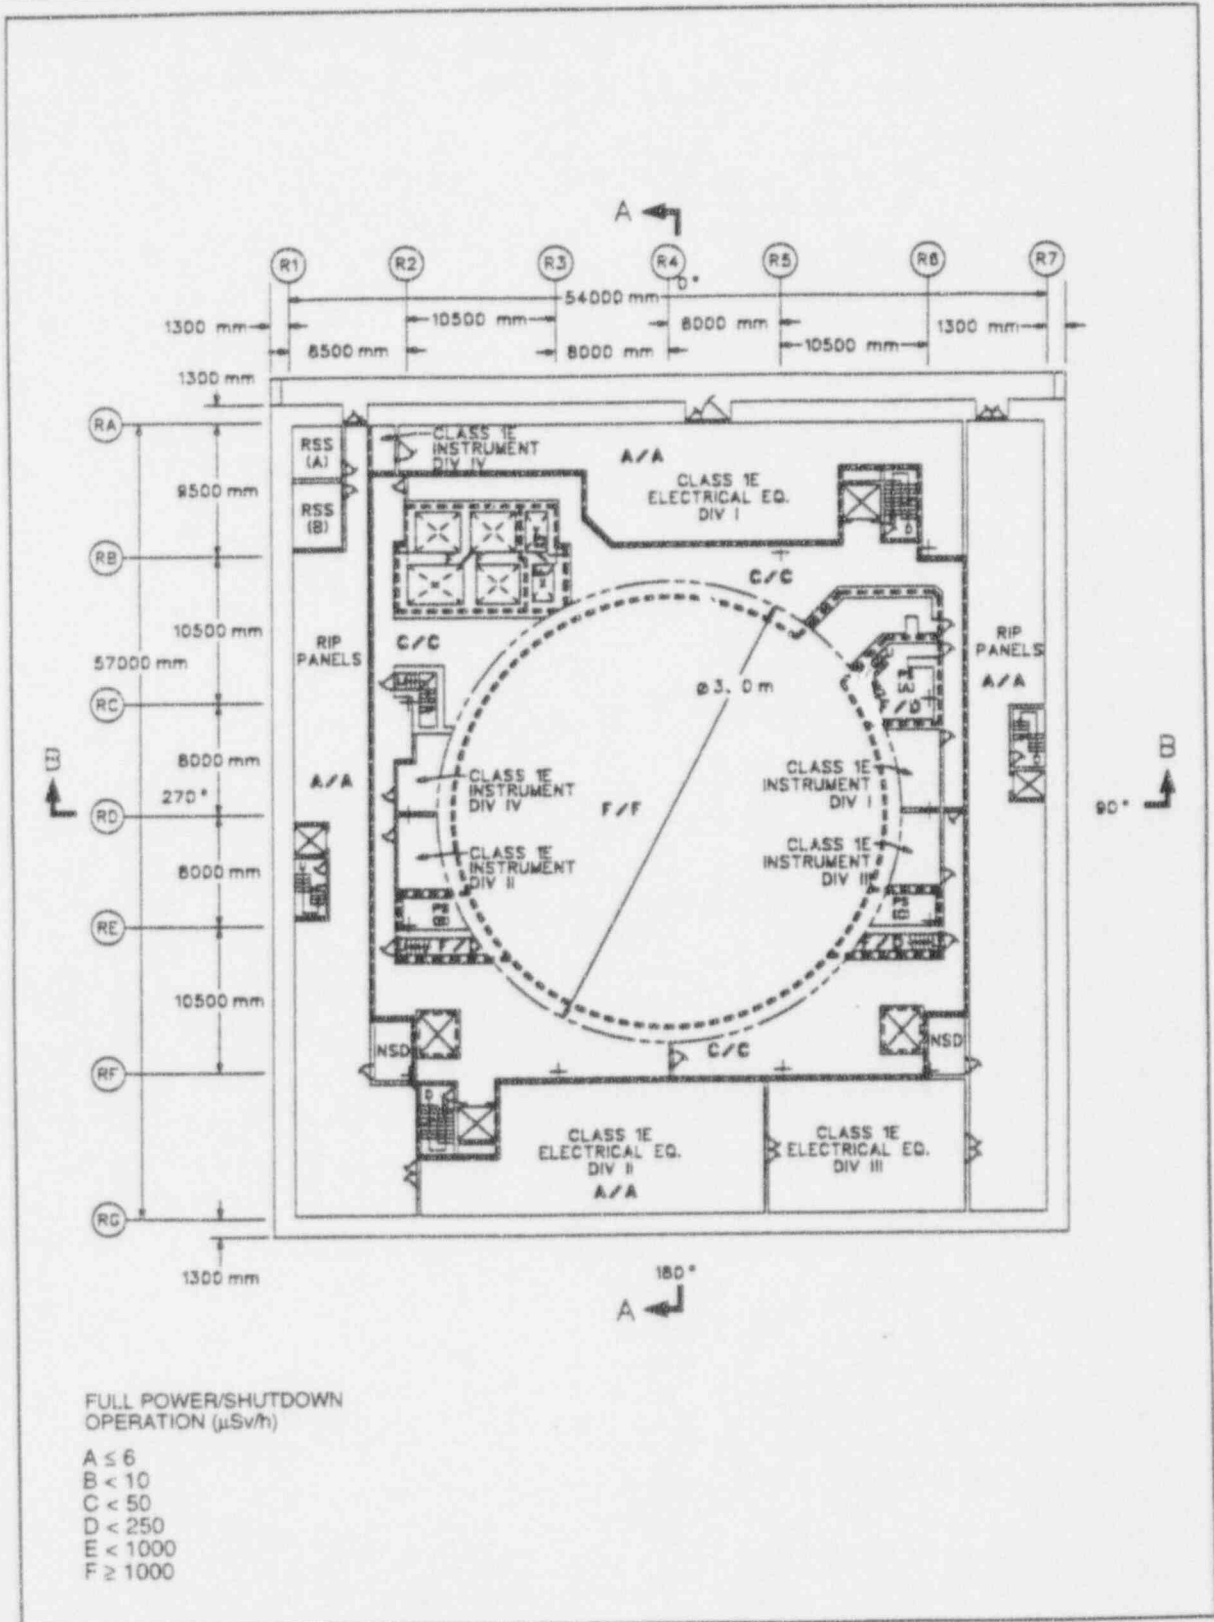 A
R1 R2 R3 R4 R5 R6 R7
0°
54000 mm
1300 mm
10500 mm
8000 mm
1300 mm
8500 mm
8000 mm
10500 mm
1300 mm
RA
RSS
(A)
CLASS 1E
INSTRUMENT
DIV IV
A/A
CLASS 1E
ELECTRICAL EQ.
DIV I
9500 mm
RSS
(B)
D
RB
C/C
10500 mm
RIP
PANELS
C/C
RIP
PANELS
57000 mm
A/A
RC
PS
(A)
F/D
8000 mm
B
270°
A/A
CLASS 1E
INSTRUMENT
DIV IV
F/F
CLASS 1E
INSTRUMENT
DIV I
B
90°
RD
8000 mm
CLASS 1E
INSTRUMENT
DIV II
CLASS 1E
INSTRUMENT
DIV III
RE
F/D
10500 mm
NSD
C/C
NSD
RF
D
CLASS 1E
ELECTRICAL EQ.
DIV II
A/A
CLASS 1E
ELECTRICAL EQ.
DIV III
RG
1300 mm
180°
A
FULL POWER/SHUTDOWN
OPERATION (µSv/h)
A ≤ 6
B < 10
C < 50
D < 250
E < 1000
F ≥ 1000